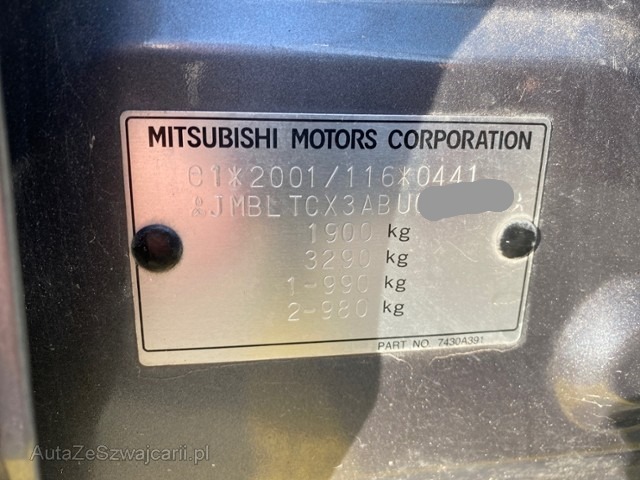 MITSUBISHI MOTORS CORPORATION
01*2001/116*0441
JMBLTCX3ABU
1900 kg
3290 kg
1-990 kg
2-980 kg
PART NO. 7430A391
AutaZeSzwajcarii.pl